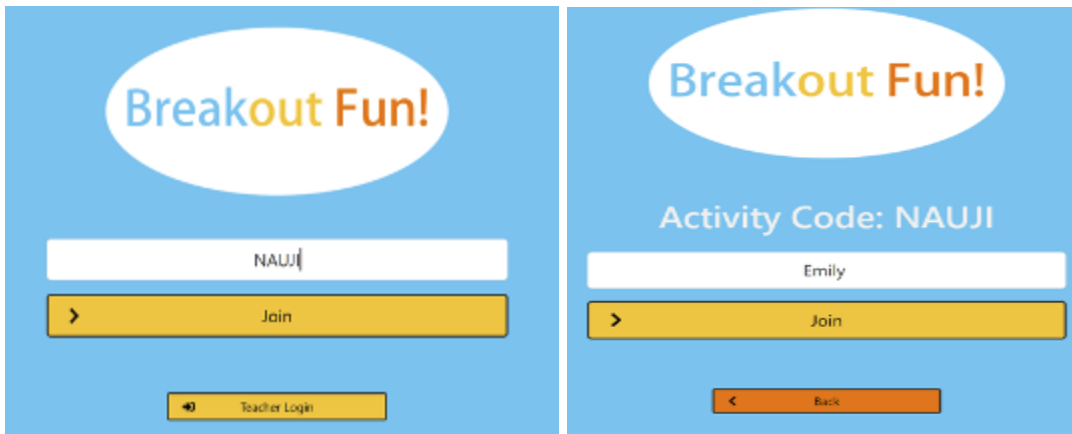 Breakout Fun!
NAUJI
Join
Teacher Login
Breakout Fun!
Activity Code: NAUJI
Emily
Join
Back